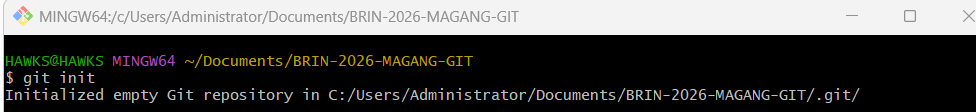 MINGW64:/c/Users/Administrator/Documents/BRIN-2026-MAGANG-GIT
HAWKS@HAWKS MINGW64 ~/Documents/BRIN-2026-MAGANG-GIT
$ git init
Initialized empty Git repository in C:/Users/Administrator/Documents/BRIN-2026-MAGANG-GIT/.git/